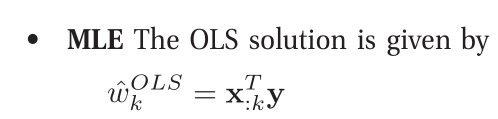 • MLE The OLS solution is given by
ŵ_k^{OLS} = x_{:k}^T y